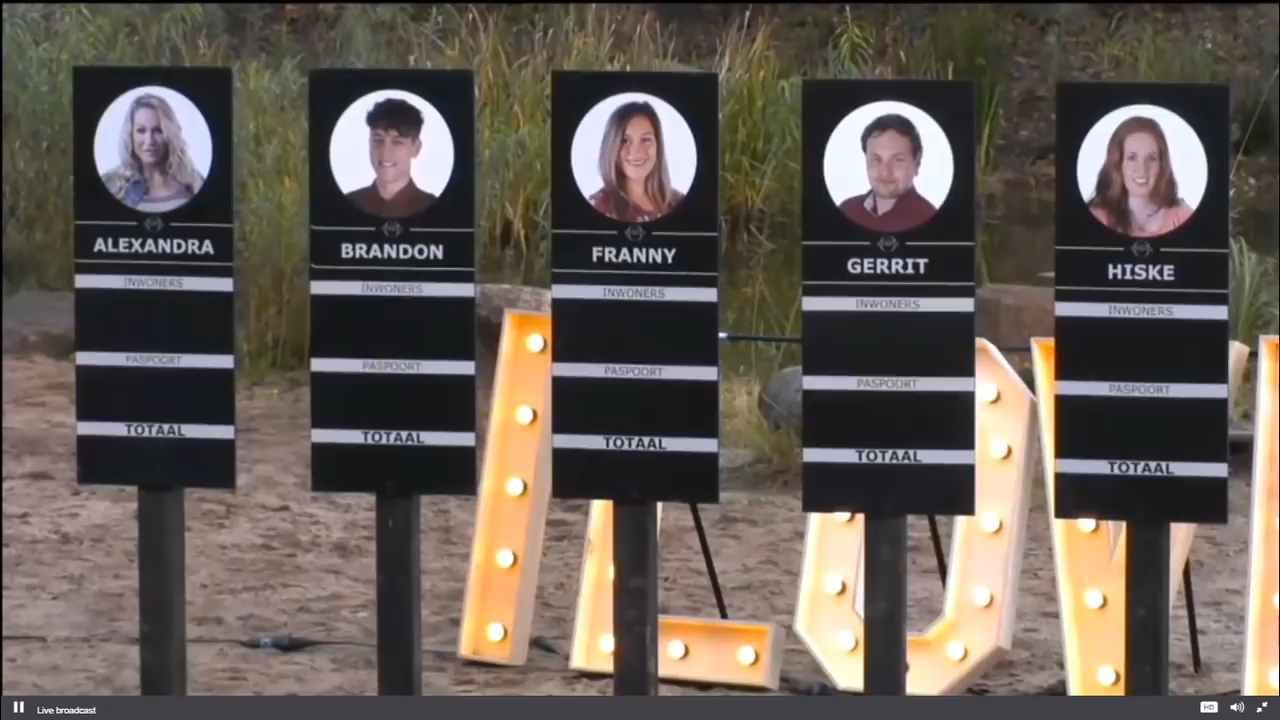 ALEXANDRA
INWONERS
PASPOORT
TOTAAL
BRANDON
INWONERS
PASPOORT
TOTAAL
FRANNY
INWONERS
PASPOORT
TOTAAL
GERRIT
INWONERS
PASPOORT
TOTAAL
HISKE
INWONERS
PASPOORT
TOTAAL
Live broadcast
HD